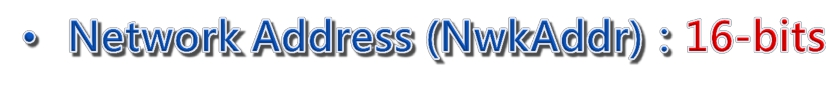 • Network Address (NwkAddr) : 16-bits